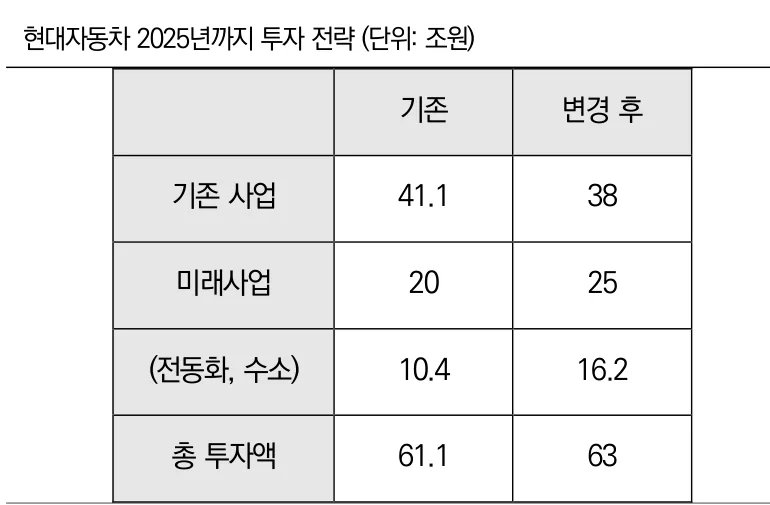 현대자동차 2025년까지 투자 전략 (단위: 조원)
기존 변경 후
기존 사업 41.1 38
미래사업 20 25
(전동화, 수소) 10.4 16.2
총 투자액 61.1 63